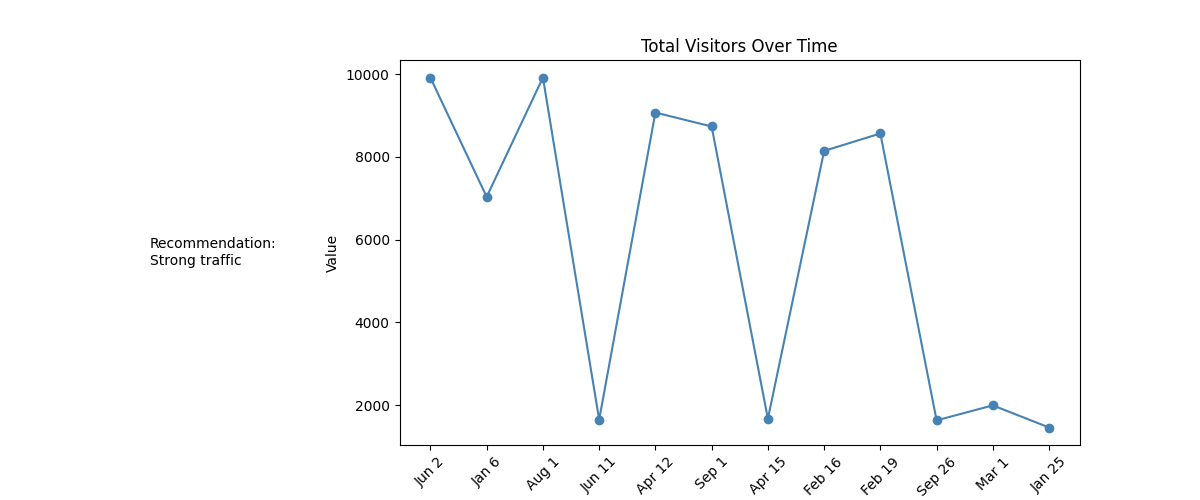 Total Visitors Over Time
Recommendation:
Strong traffic
Value
10000
8000
6000
4000
2000
Jun 2
Jan 6
Aug 1
Jun 11
Apr 12
Sep 1
Apr 15
Feb 16
Feb 19
Sep 26
Mar 1
Jan 25